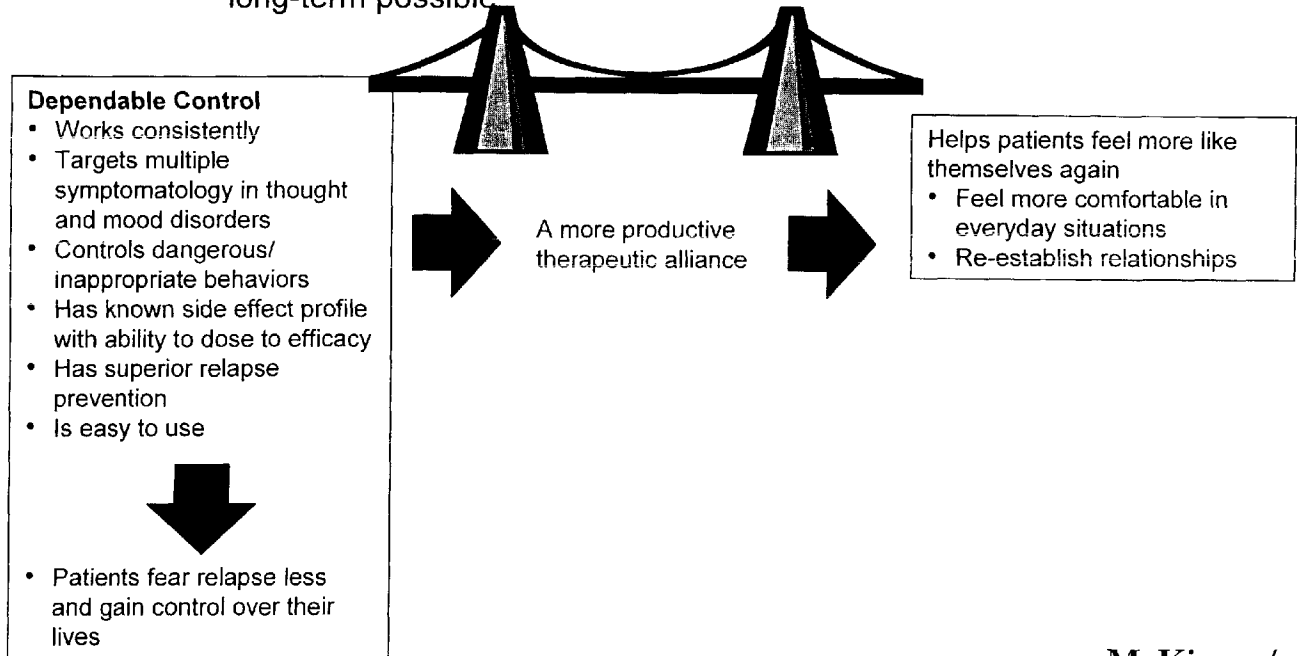 long-term possible
Dependable Control
• Works consistently
• Targets multiple
symptomatology in thought
and mood disorders
• Controls dangerous/
inappropriate behaviors
• Has known side effect profile
with ability to dose to efficacy
• Has superior relapse
prevention
• Is easy to use
• Patients fear relapse less
and gain control over their
lives
A more productive
therapeutic alliance
Helps patients feel more like
themselves again
• Feel more comfortable in
everyday situations
• Re-establish relationships